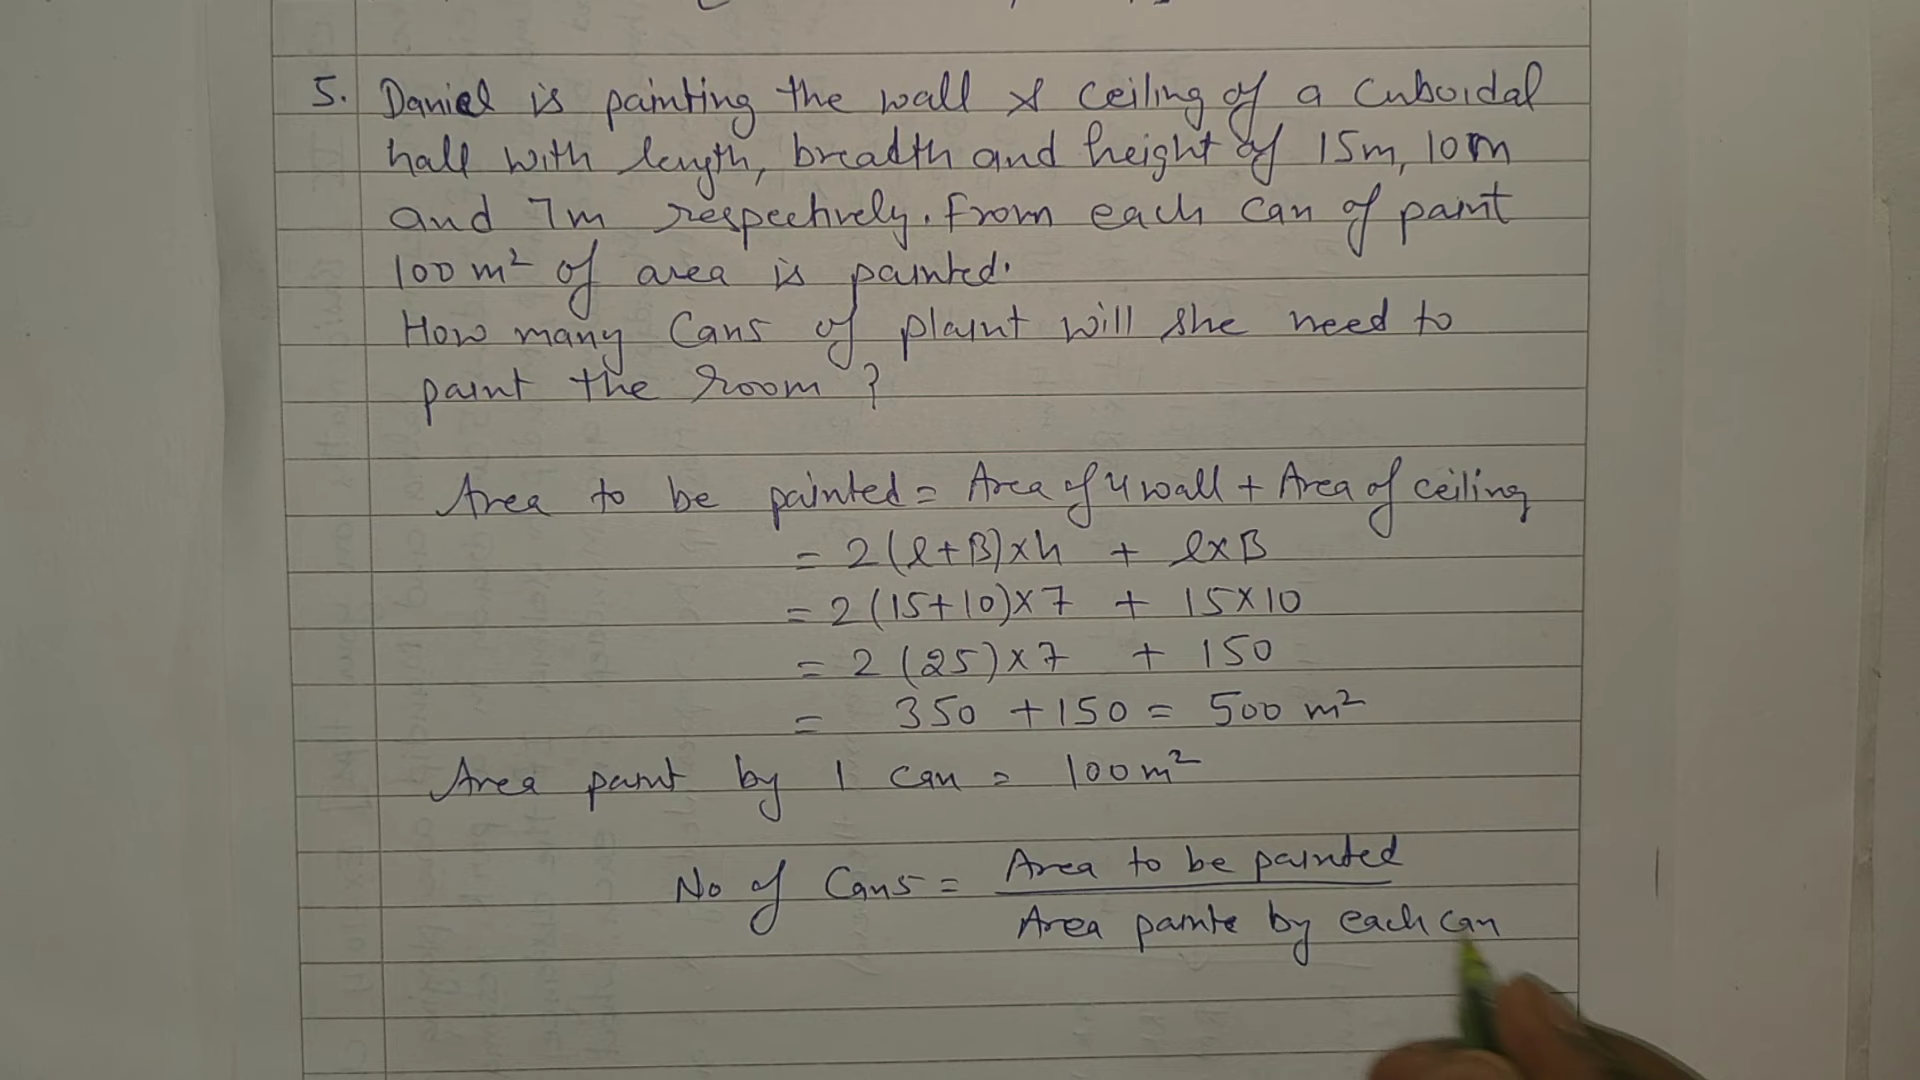 5. Daniel is painting the wall & ceiling of a cuboidal
hall with length, breadth and height of 15m, 10m
and 7m respectively. From each can of paint
100 m² of area is painted.
How many cans of plaint will she need to
paint the room ?
Area to be painted = Area of 4 wall + Area of ceiling
= 2(l+B)×h + l×B
= 2(15+10)×7 + 15×10
= 2(25)×7 + 150
= 350 + 150 = 500 m²
Area paint by 1 can = 100m²
No of Cans = Area to be painted
Area painte by each can